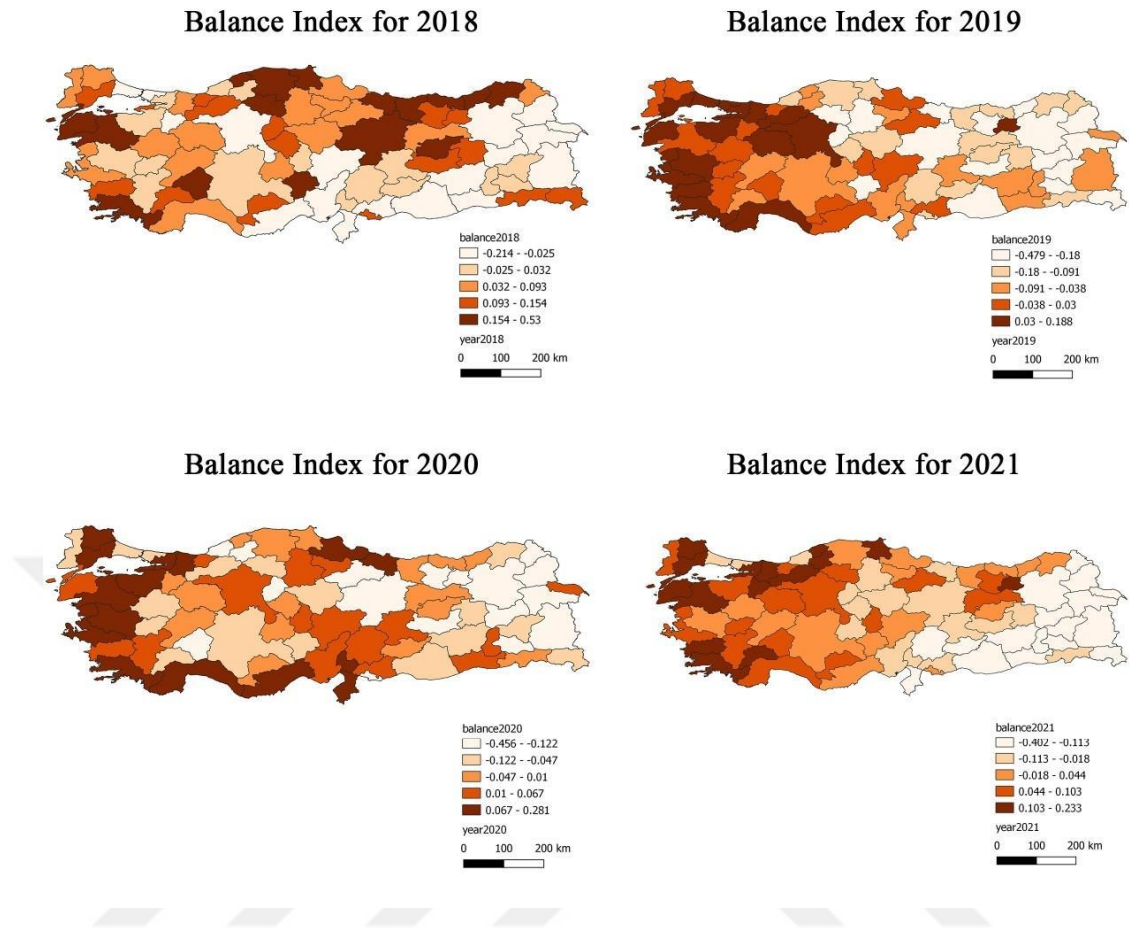 Balance Index for 2018
balance2018
-0.214 - -0.025
-0.025 - 0.032
0.032 - 0.093
0.093 - 0.154
0.154 - 0.53
year2018
0 100 200 km
Balance Index for 2019
balance2019
-0.479 - -0.18
-0.18 - -0.091
-0.091 - -0.038
-0.038 - 0.03
0.03 - 0.188
year2019
0 100 200 km
Balance Index for 2020
balance2020
-0.456 - -0.122
-0.122 - -0.047
-0.047 - 0.01
0.01 - 0.067
0.067 - 0.281
year2020
0 100 200 km
Balance Index for 2021
balance2021
-0.402 - -0.113
-0.113 - -0.018
-0.018 - 0.044
0.044 - 0.103
0.103 - 0.233
year2021
0 100 200 km